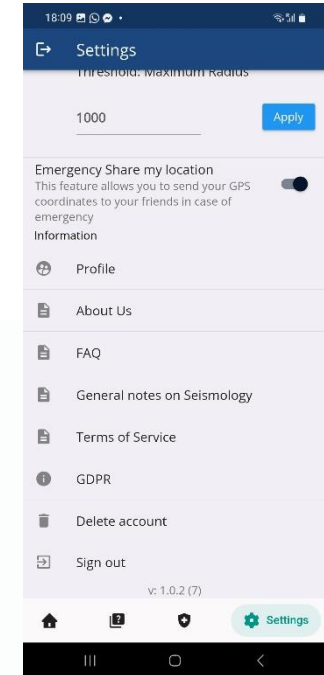 18:09
Settings
Threshold: Maximum Radius
1000
Apply
Emergency Share my location
This feature allows you to send your GPS
coordinates to your friends in case of
emergency
Information
Profile
About Us
FAQ
General notes on Seismology
Terms of Service
GDPR
Delete account
Sign out
v: 1.0.2 (7)
Settings